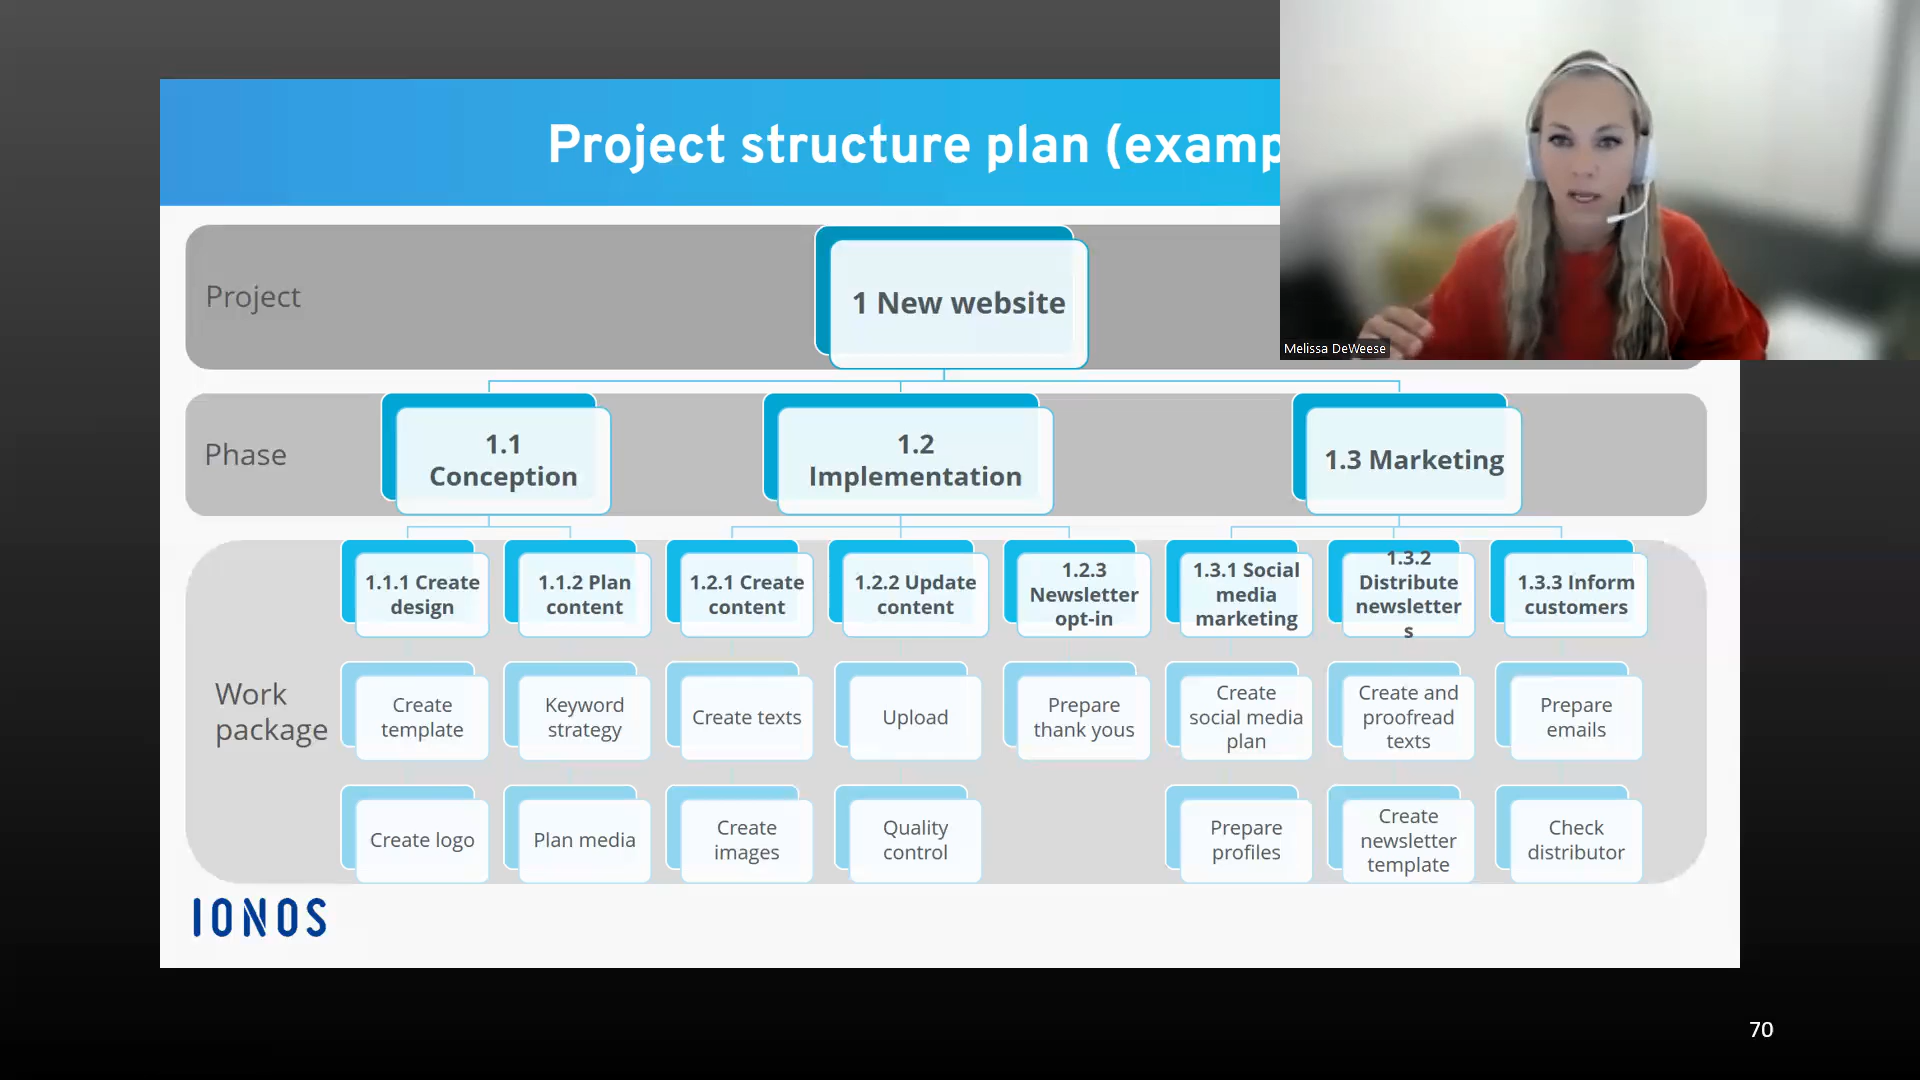 Project structure plan (examp
Melissa DeWeese
Project
1 New website
Phase
1.1
Conception
1.2
Implementation
1.3 Marketing
Work
package
1.1.1 Create
design
1.1.2 Plan
content
1.2.1 Create
content
1.2.2 Update
content
1.2.3
Newsletter
opt-in
1.3.1 Social
media
marketing
1.3.2
Distribute
newsletter
s
1.3.3 Inform
customers
Create
template
Keyword
strategy
Create texts
Upload
Prepare
thank yous
Create
social media
plan
Create and
proofread
texts
Prepare
emails
Create logo
Plan media
Create
images
Quality
control
Prepare
profiles
Create
newsletter
template
Check
distributor
IONOS
70